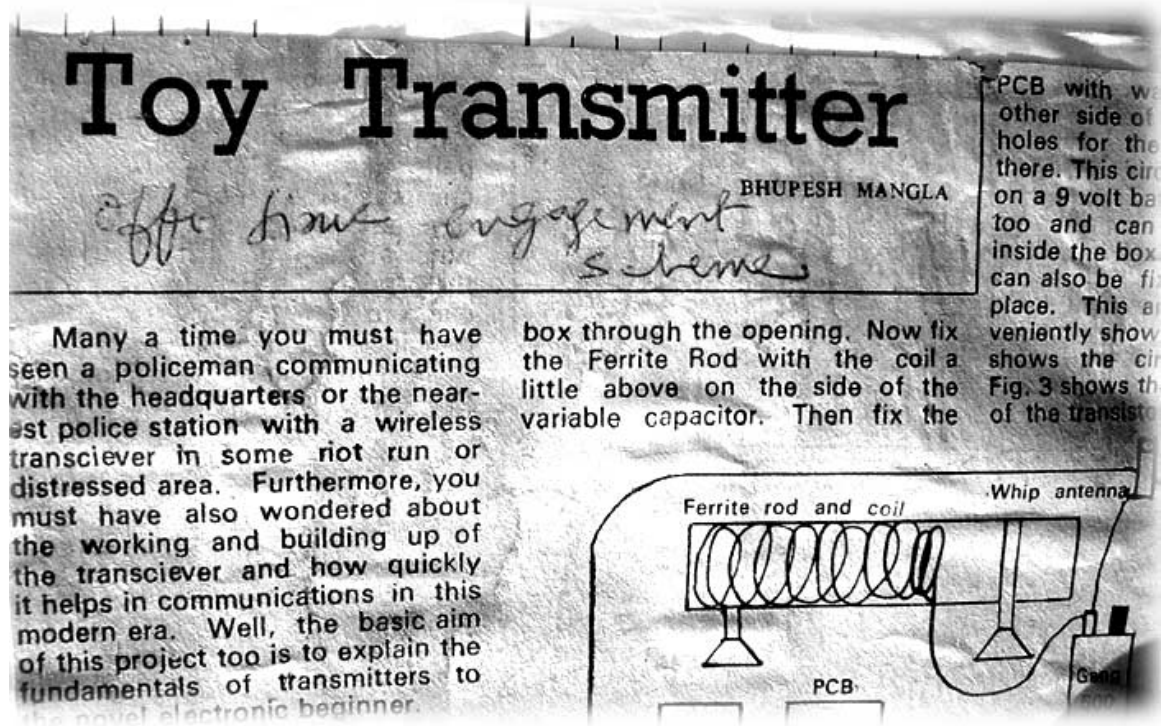 Toy Transmitter
BHUPESH MANGLA
time engagement
scheme
Many a time you must have
seen a policeman communicating
with the headquarters or the near-
est police station with a wireless
transciever in some riot run or
distressed area. Furthermore, you
must have also wondered about
the working and building up of
the transciever and how quickly
it helps in communications in this
modern era. Well, the basic aim
of this project too is to explain the
fundamentals of transmitters to
the novel electronic beginner.
box through the opening. Now fix
the Ferrite Rod with the coil a
little above on the side of the
variable capacitor. Then fix the
PCB with
other side of
holes for the
there. This
on a 9 volt
too and can
inside the box
can also be
place. This
veniently show
shows the
Fig. 3 shows
of the
Ferrite rod and coil
Whip antenna
PCB
Gang